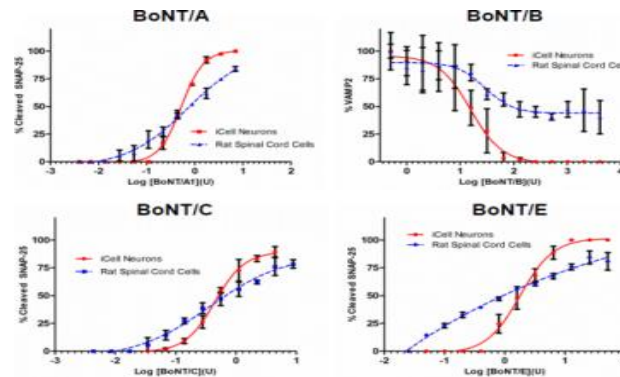 BoNT/A
BoNT/B
% Cleaved SNAP-25
100
75
50
25
0
iCell Neurons
Rat Spinal Cord Cells
-3 -2 -1 0 1 2
Log [BoNT/A1](U)
% VAMP2
100
75
50
25
0
iCell Neurons
Rat Spinal Cord Ce
0 1 2 3 4
Log [BoNT/B](U)
BoNT/C
BoNT/E
% Cleaved SNAP-25
100
75
50
25
0
iCell Neurons
Rat Spinal Cord Cells
-3 -2 -1 0 1
Log [BoNT/C](U)
% Cleaved SNAP-25
100
75
50
25
0
iCell Neurons
Rat Spinal Cord Cells
-1 0 1 2
Log [BoNT/E](U)